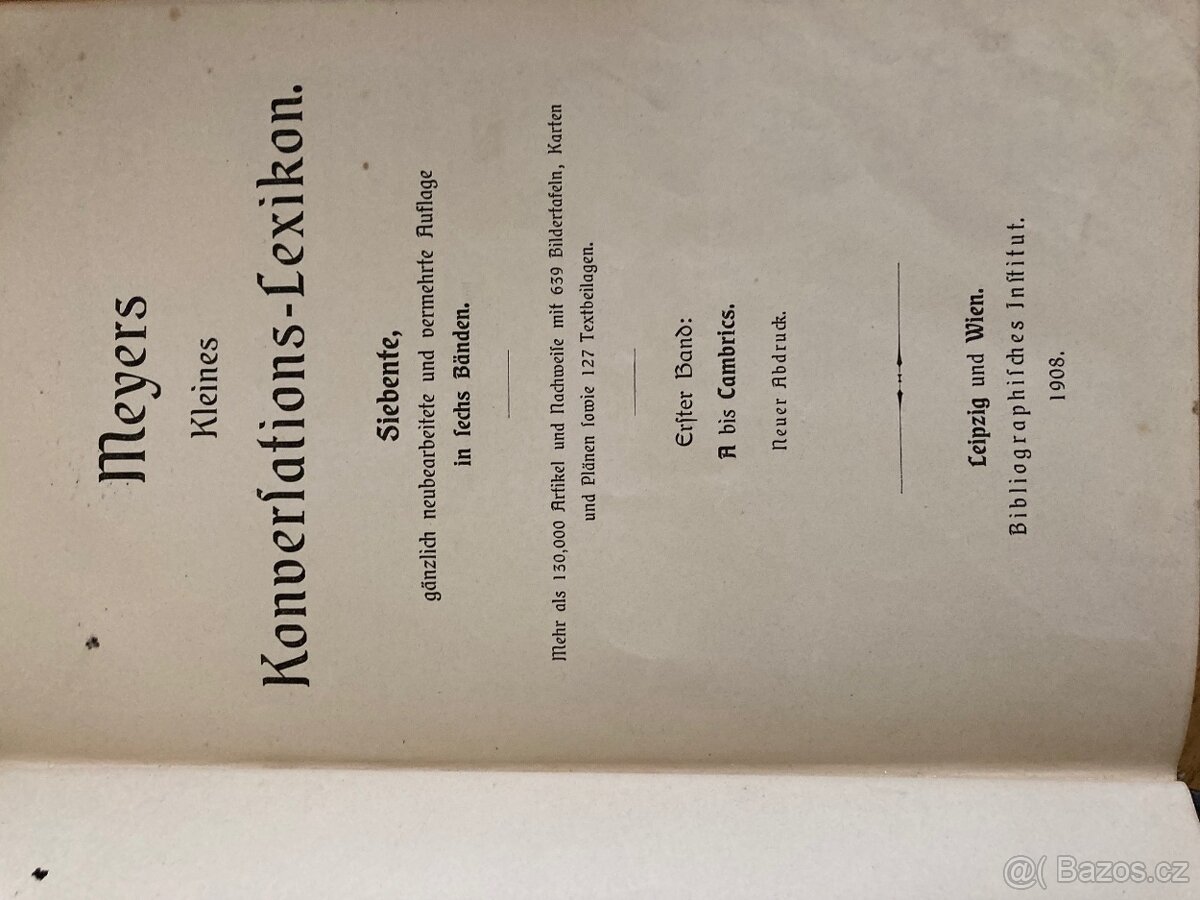 Meyers
Kleines
Konverſations-Lexikon.
Siebente,
gänzlich neubearbeitete und vermehrte Auflage
in ſechs Bänden.
Mehr als 130,000 Artikel und Nachweiſe mit 639 Bildertafeln, Karten
und Plänen ſowie 127 Textbeilagen.
Erſter Band:
A bis Cambrics.
Neuer Abdruck.
Leipzig und Wien.
Bibliographiſches Inſtitut.
1908.
@( Bazos.cz